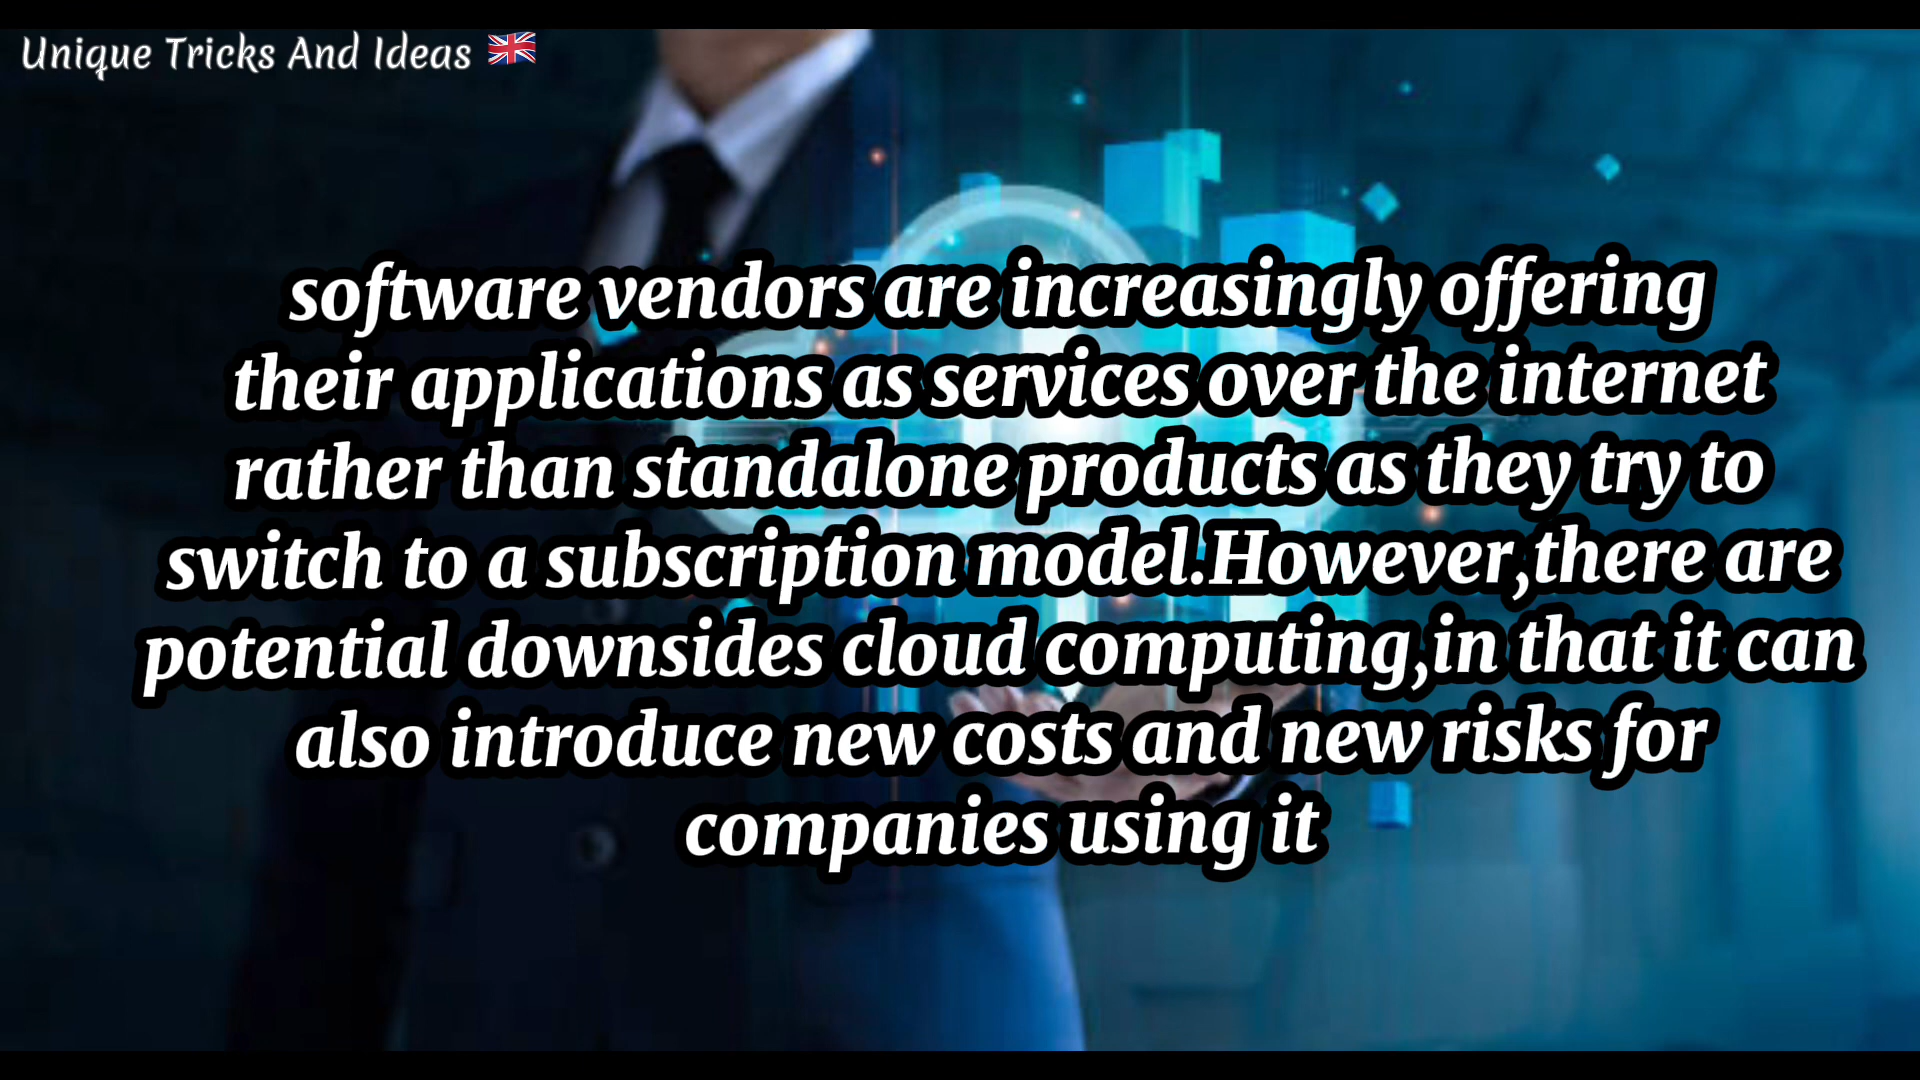 Unique Tricks And Ideas 🇬🇧
software vendors are increasingly offering
their applications as services over the internet
rather than standalone products as they try to
switch to a subscription model.However,there are
potential downsides cloud computing,in that it can
also introduce new costs and new risks for
companies using it